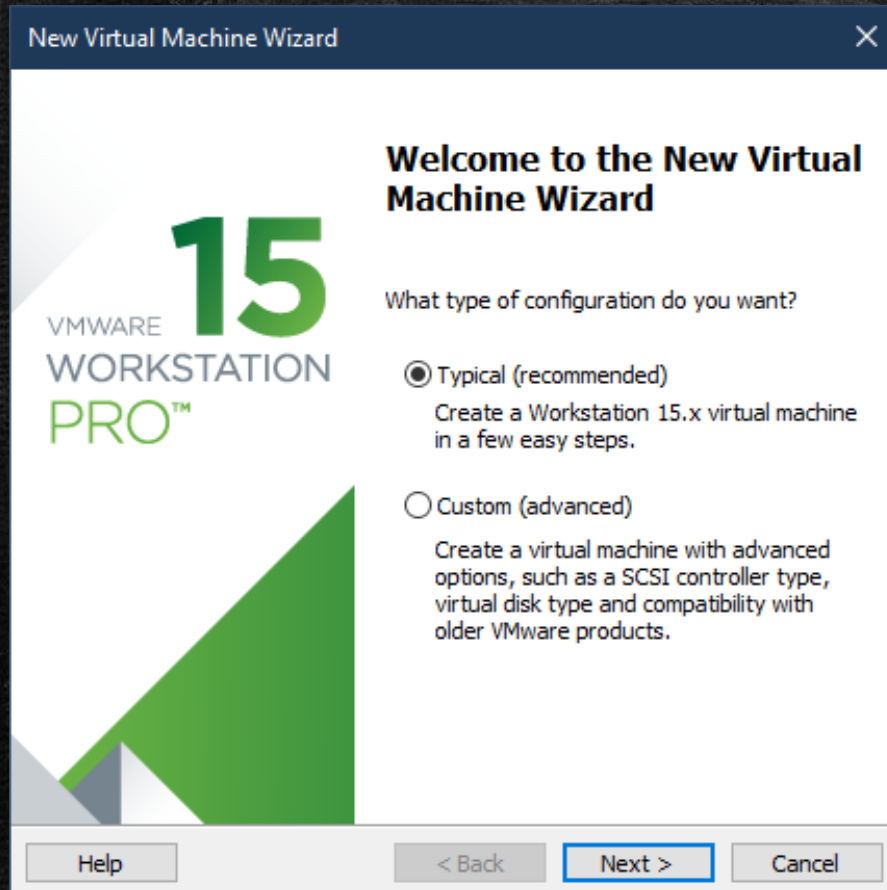 New Virtual Machine Wizard
Welcome to the New Virtual
Machine Wizard
15
VMWARE
WORKSTATION
PRO™
What type of configuration do you want?
Typical (recommended)
Create a Workstation 15.x virtual machine
in a few easy steps.
Custom (advanced)
Create a virtual machine with advanced
options, such as a SCSI controller type,
virtual disk type and compatibility with
older VMware products.
Help
< Back
Next >
Cancel